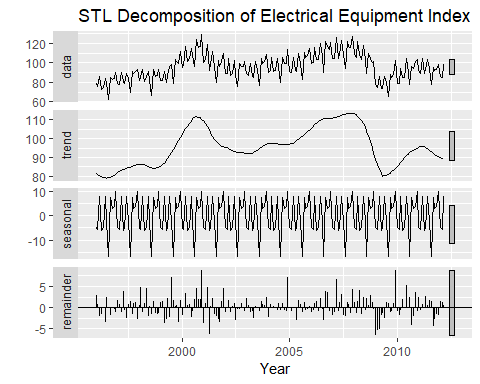 STL Decomposition of Electrical Equipment Index
data
120
100
80
60
trend
110
100
90
80
seasonal
10
0
-10
remainder
5
0
-5
2000 2005 2010
Year